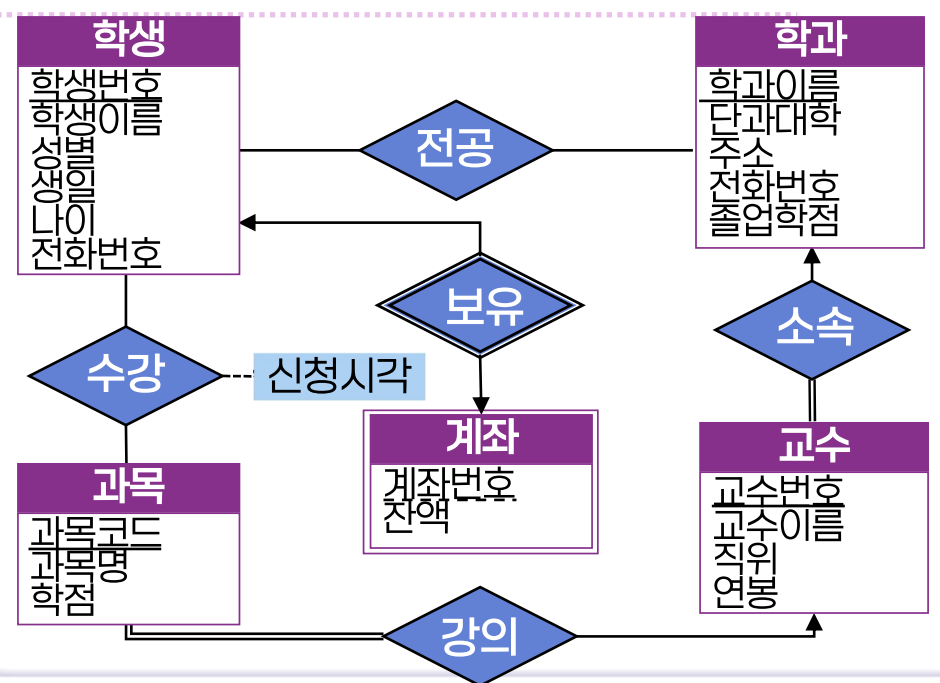 학생
학생번호
학생이름
성별
생일
나이
전화번호
전공
학과
학과이름
단과대학
주소
전화번호
졸업학점
보유
소속
수강
신청시각
계좌
계좌번호
잔액
교수
교수번호
교수이름
직위
연봉
과목
과목코드
과목명
학점
강의